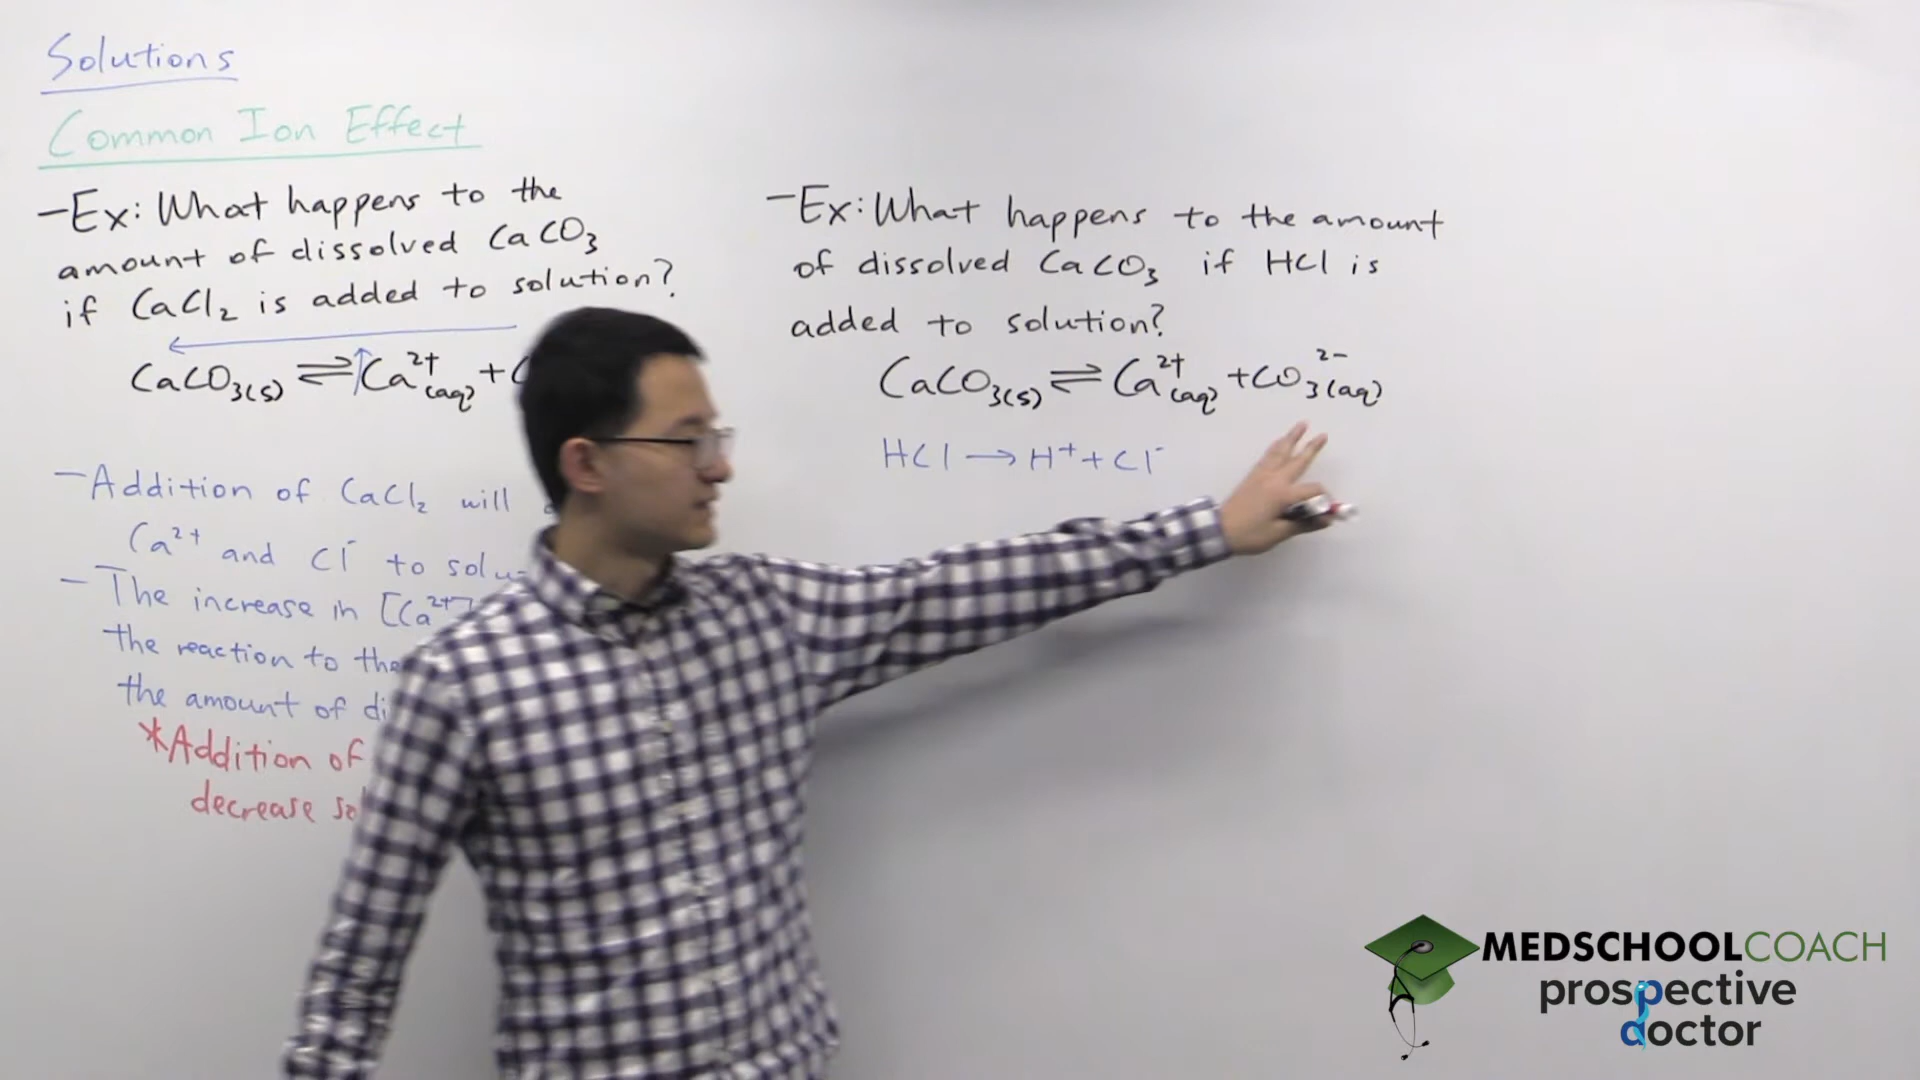 Solutions
Common Ion Effect
-Ex: What happens to the
amount of dissolved CaCO3
if CaCl2 is added to solution?
CaCO3(s) ⇌ Ca2+(aq) +
-Addition of CaCl2 will
Ca2+ and Cl- to
-The increase in [Ca2+]
the reaction to the
the amount of
*Addition of
decrease
-Ex: What happens to the amount
of dissolved CaCO3 if HCl is
added to solution?
CaCO3(s) ⇌ Ca2+(aq) + CO32-(aq)
HCl → H+ + Cl-
MEDSCHOOLCOACH
prospective
doctor